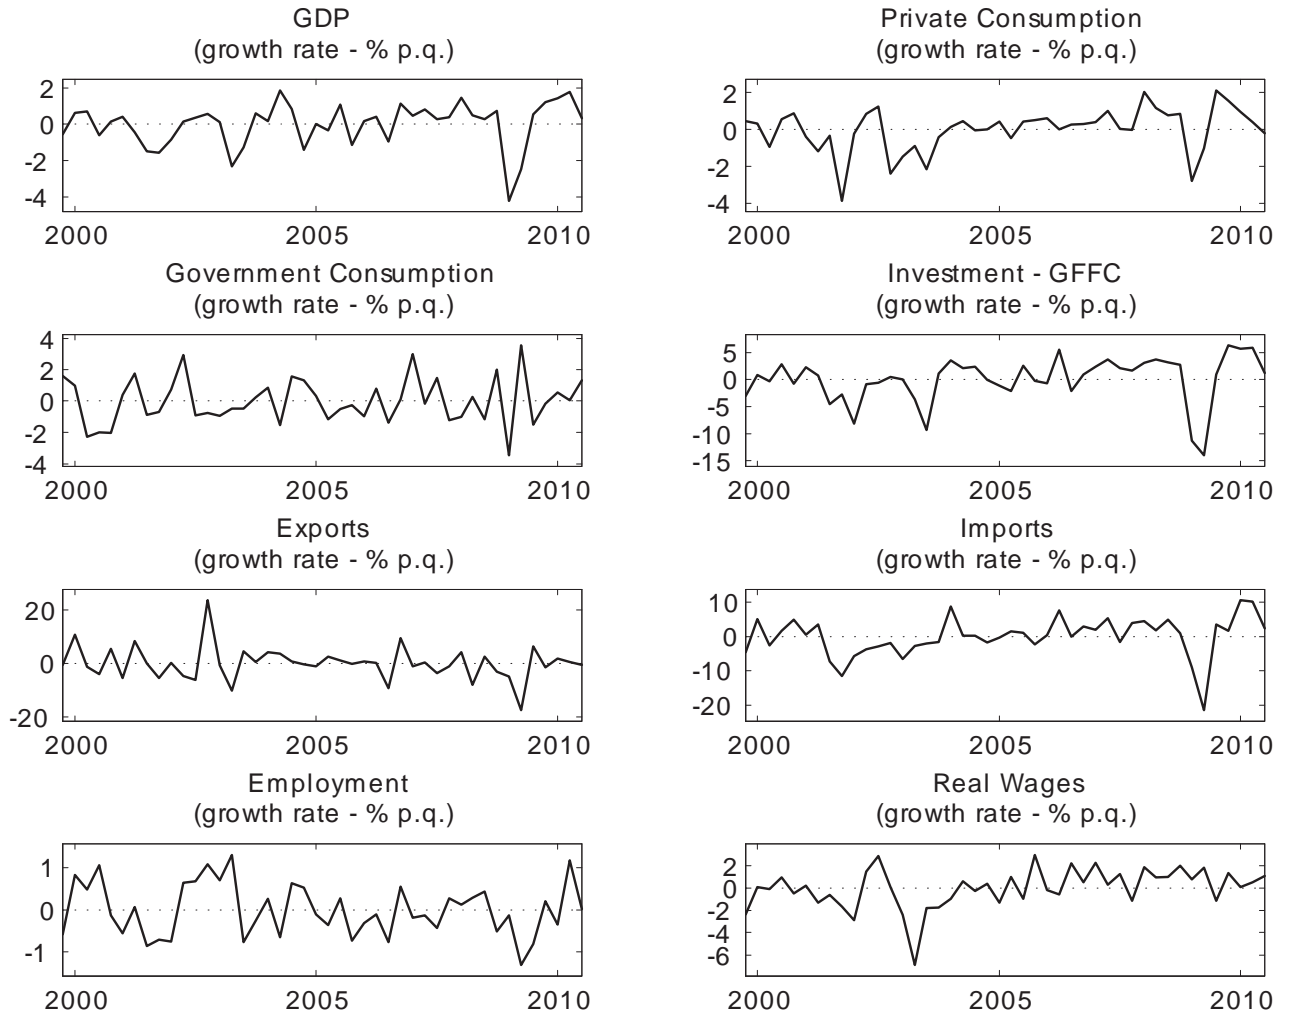 GDP
(growth rate - % p.q.)
2
0
-2
-4
2000 2005 2010
Private Consumption
(growth rate - % p.q.)
2
0
-2
-4
2000 2005 2010
Government Consumption
(growth rate - % p.q.)
4
2
0
-2
-4
2000 2005 2010
Investment - GFFC
(growth rate - % p.q.)
5
0
-5
-10
-15
2000 2005 2010
Exports
(growth rate - % p.q.)
20
0
-20
2000 2005 2010
Imports
(growth rate - % p.q.)
10
0
-10
-20
2000 2005 2010
Employment
(growth rate - % p.q.)
1
0
-1
2000 2005 2010
Real Wages
(growth rate - % p.q.)
2
0
-2
-4
-6
2000 2005 2010